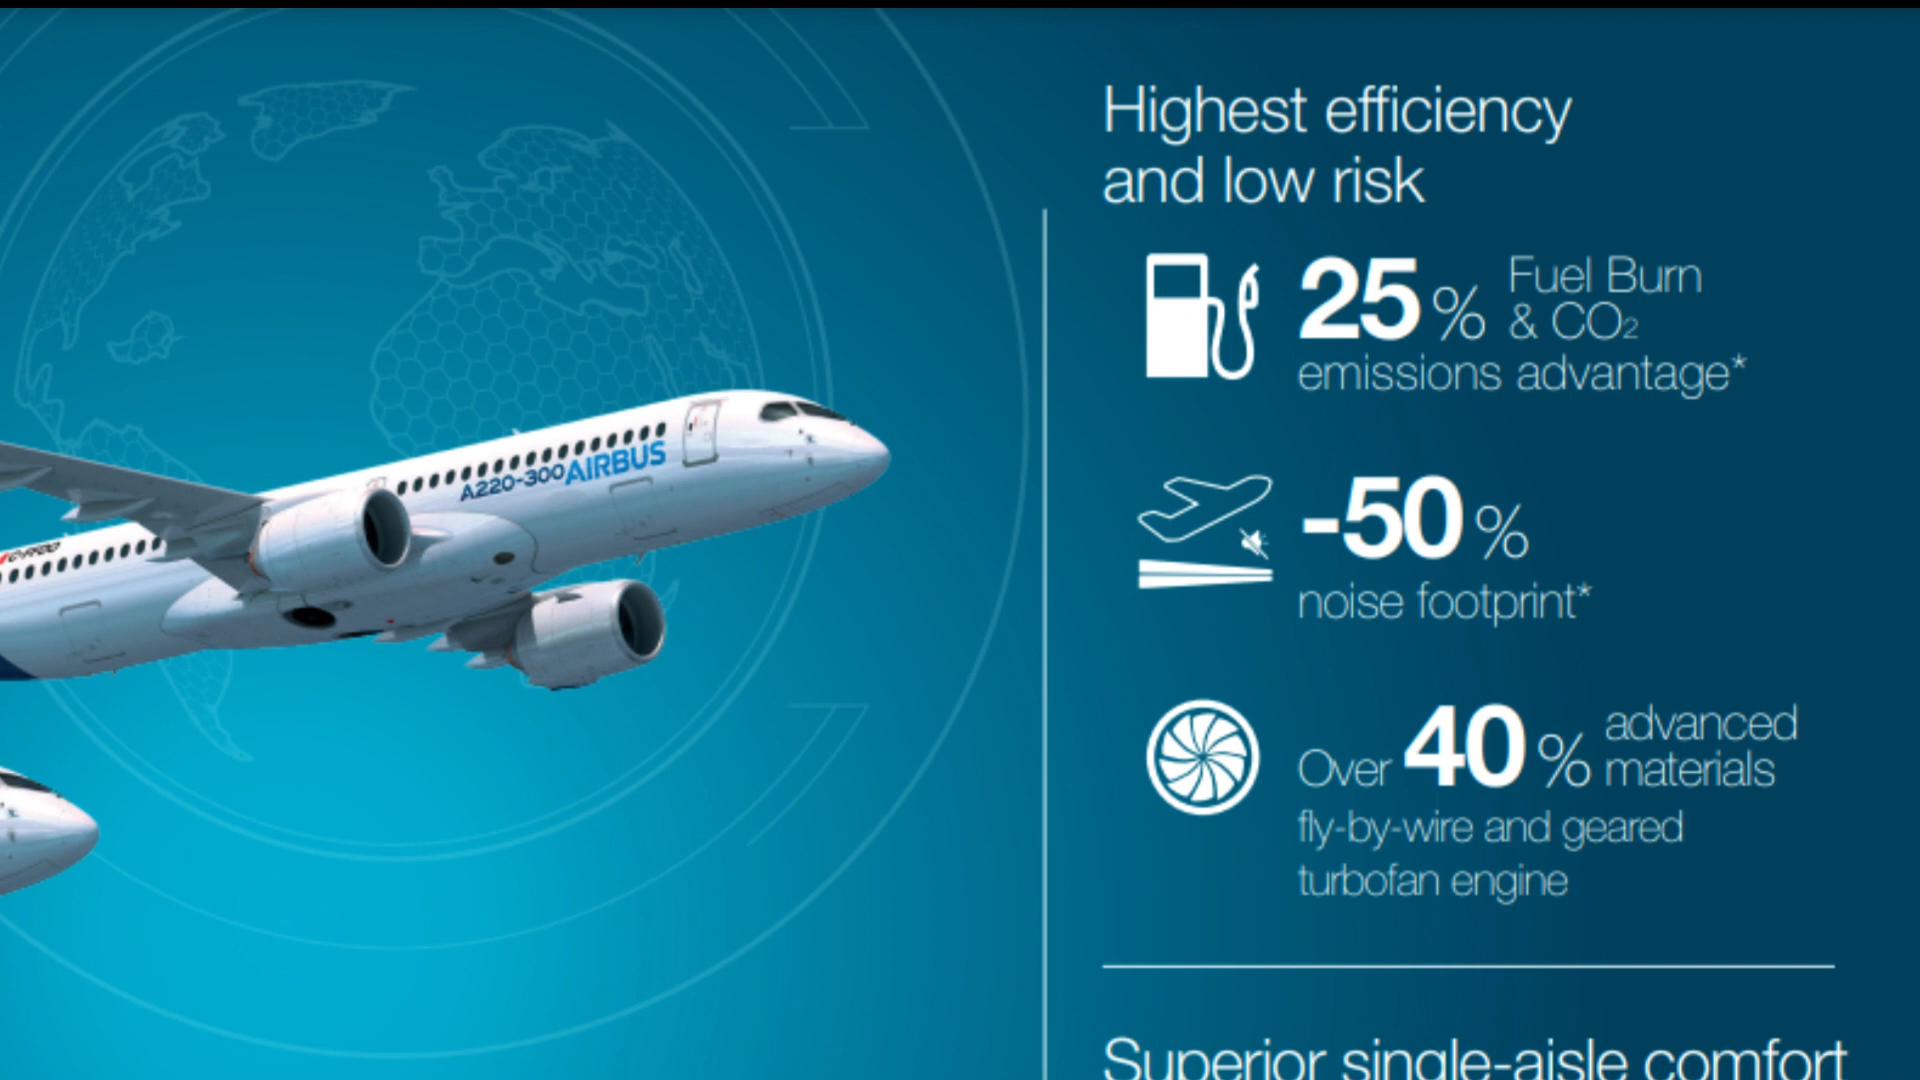 Highest efficiency
and low risk
25% Fuel Burn
& CO₂
emissions advantage*
-50%
noise footprint*
Over 40% advanced
materials
fly-by-wire and geared
turbofan engine
Superior single-aisle comfort
A220-300 AIRBUS